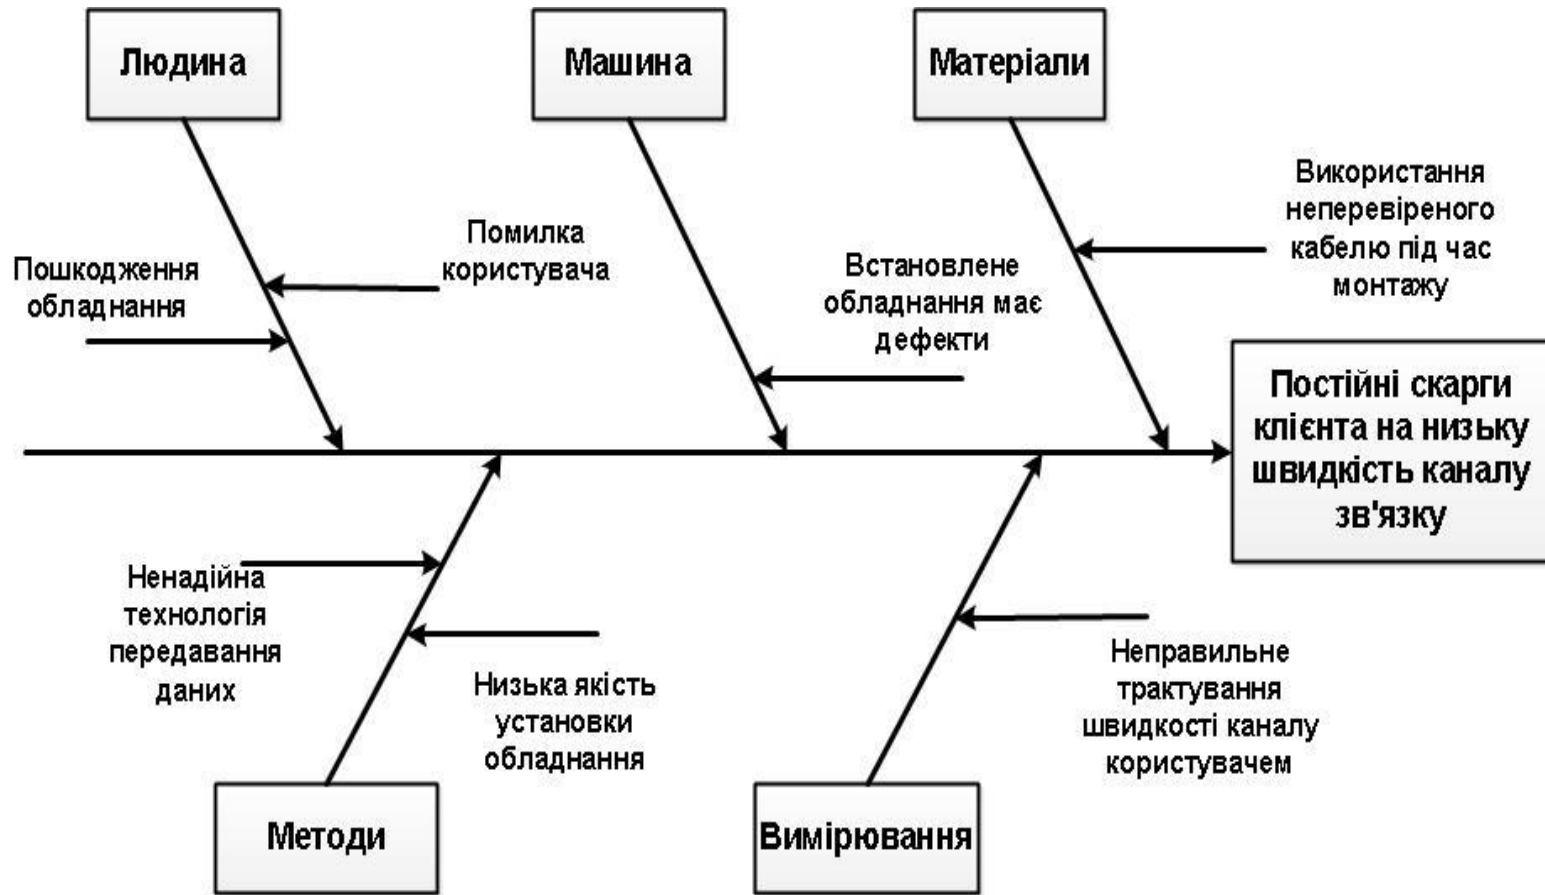 Людина
Машина
Матеріали
Пошкодження
обладнання
Помилка
користувача
Встановлене
обладнання має
дефекти
Використання
неперевіреного
кабелю під час
монтажу
Постійні скарги
клієнта на низьку
швидкість каналу
зв'язку
Ненадійна
технологія
передавання
даних
Низька якість
установки
обладнання
Неправильне
трактування
швидкості каналу
користувачем
Методи
Вимірювання